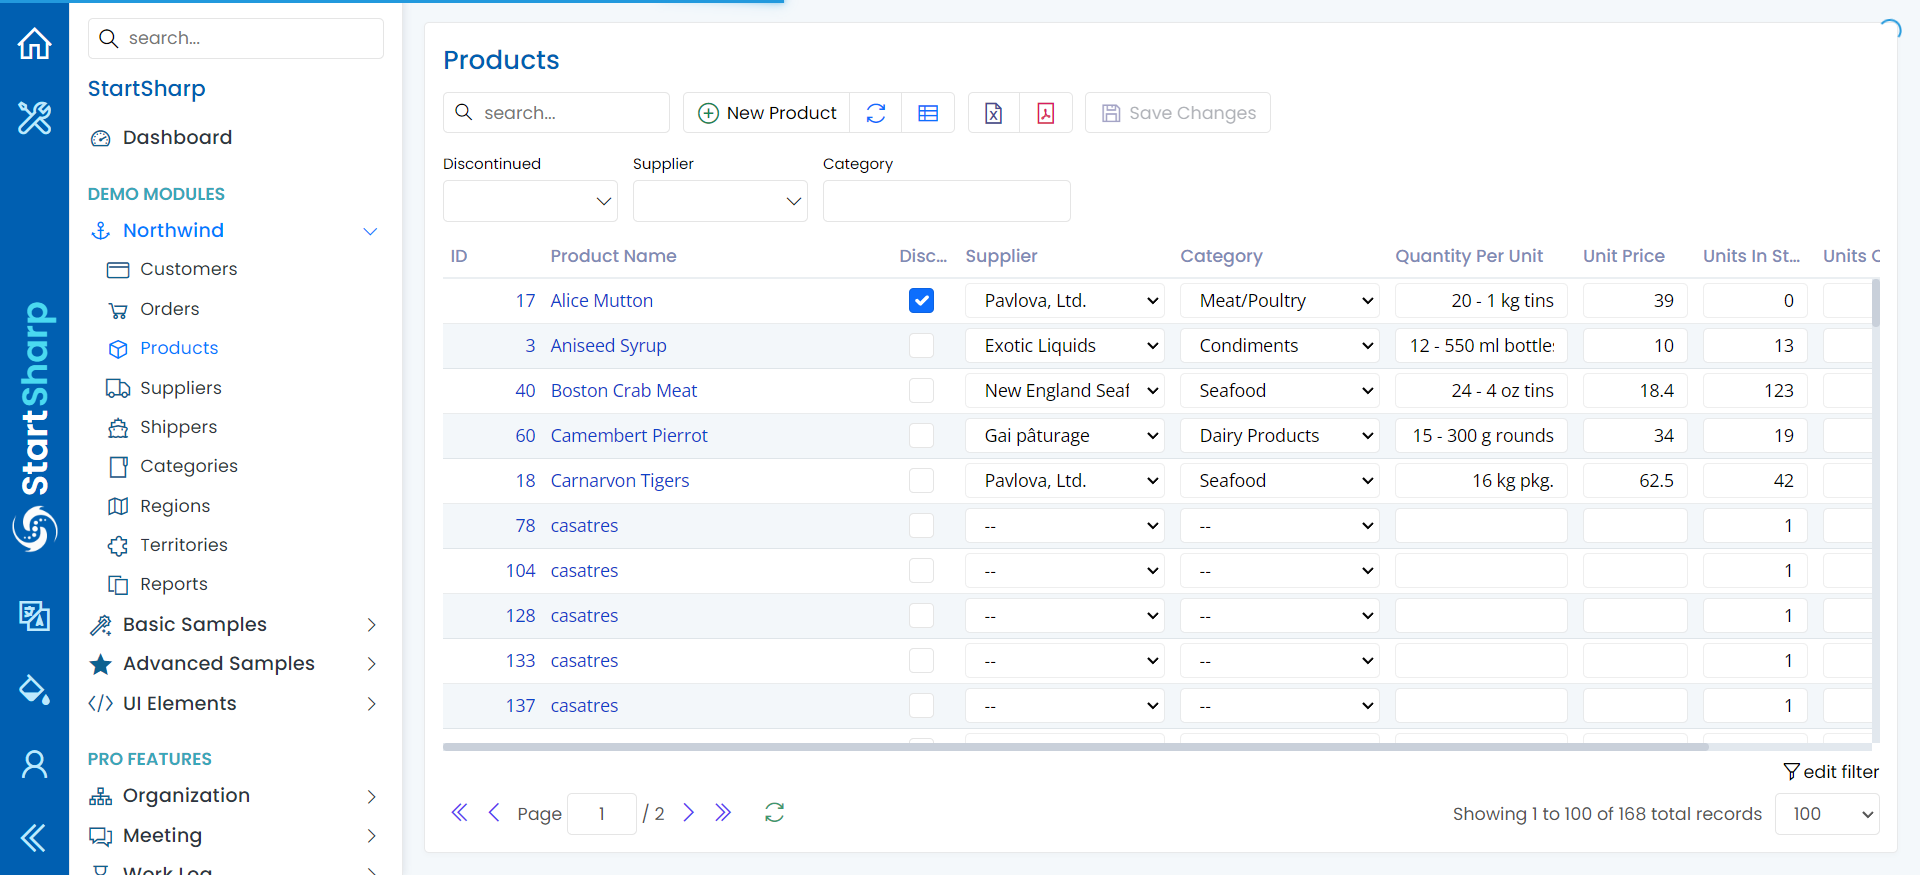 search...
StartSharp
Dashboard
DEMO MODULES
Northwind
Customers
Orders
Products
Suppliers
Shippers
Categories
Regions
Territories
Reports
Basic Samples
Advanced Samples
UI Elements
PRO FEATURES
Organization
Meeting
Work Log
StartSharp
Products
search...
New Product
Save Changes
Discontinued Supplier Category
ID Product Name Disc... Supplier Category Quantity Per Unit Unit Price Units In St... Units
17 Alice Mutton Pavlova, Ltd. Meat/Poultry 20 - 1 kg tins 39 0
3 Aniseed Syrup Exotic Liquids Condiments 12 - 550 ml bottles 10 13
40 Boston Crab Meat New England Seaf Seafood 24 - 4 oz tins 18.4 123
60 Camembert Pierrot Gai pâturage Dairy Products 15 - 300 g rounds 34 19
18 Carnarvon Tigers Pavlova, Ltd. Seafood 16 kg pkg. 62.5 42
78 casatres -- -- 1
104 casatres -- -- 1
128 casatres -- -- 1
133 casatres -- -- 1
137 casatres -- -- 1
edit filter
Page 1 / 2
Showing 1 to 100 of 168 total records 100